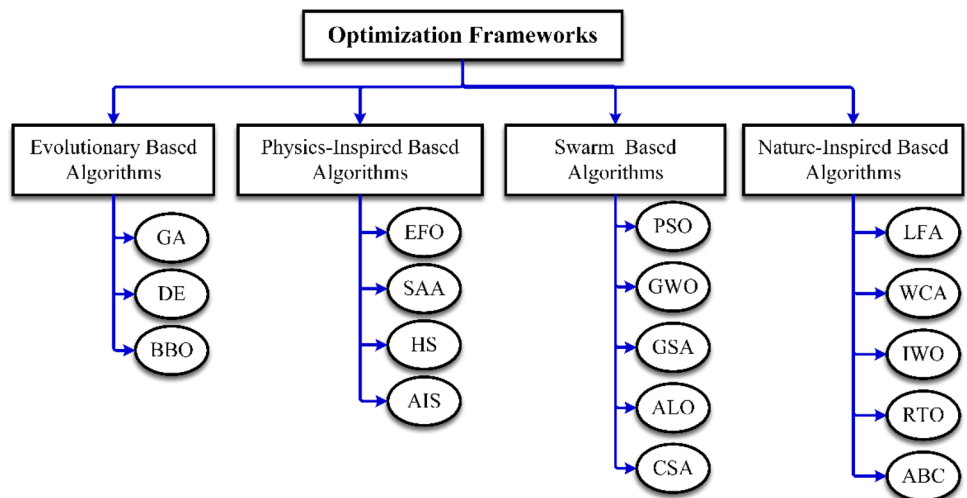 Optimization Frameworks
Evolutionary Based
Algorithms
GA
DE
BBO
Physics-Inspired Based
Algorithms
EFO
SAA
HS
AIS
Swarm Based
Algorithms
PSO
GWO
GSA
ALO
CSA
Nature-Inspired Based
Algorithms
LFA
WCA
IWO
RTO
ABC